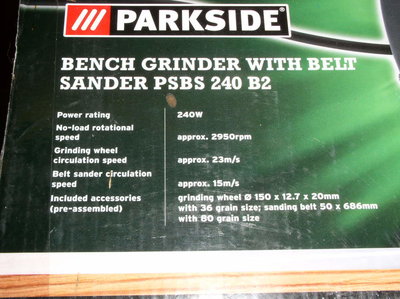 PARKSIDE®
BENCH GRINDER WITH BELT
SANDER PSBS 240 B2
Power rating 240W
No-load rotational
speed approx. 2950rpm
Grinding wheel
circulation speed approx. 23m/s
Belt sander circulation
speed approx. 15m/s
Included accessories grinding wheel Ø 150 x 12.7 x 20mm
(pre-assembled) with 36 grain size; sanding belt 50 x 686mm
with 80 grain size